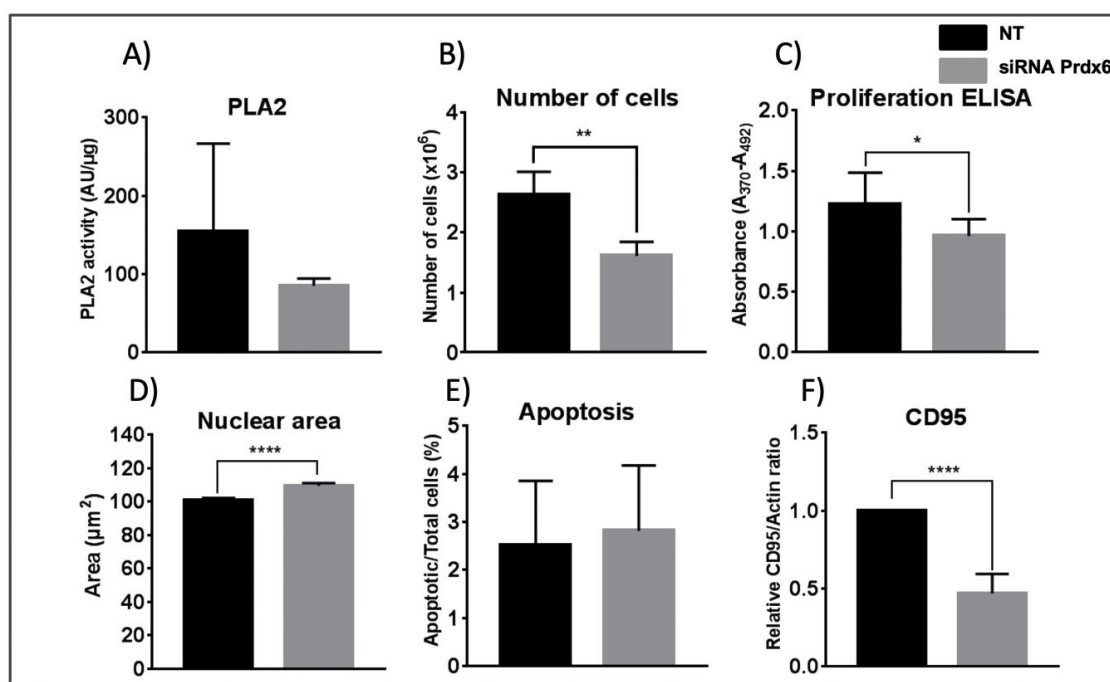 NT
siRNA Prdx6
A)
PLA2
PLA2 activity (AU/µg)
300
200
100
0
B)
Number of cells
Number of cells (x10⁶)
4
3
2
1
0
**
C)
Proliferation ELISA
Absorbance (A₃₇₀-A₄₉₂)
2.0
1.5
1.0
0.5
0.0
*
D)
Nuclear area
Area (µm²)
140
120
100
80
60
40
20
0
****
E)
Apoptosis
Apoptotic/Total cells (%)
5
4
3
2
1
0
F)
CD95
Relative CD95/Actin ratio
1.5
1.0
0.5
0.0
****